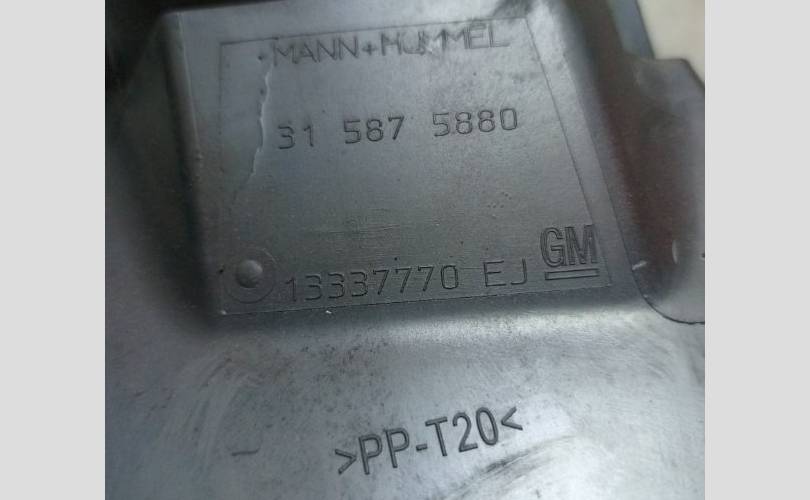 MANN+HUMMEL
31 587 5880
GM
13337770 EJ
>PP-T20<